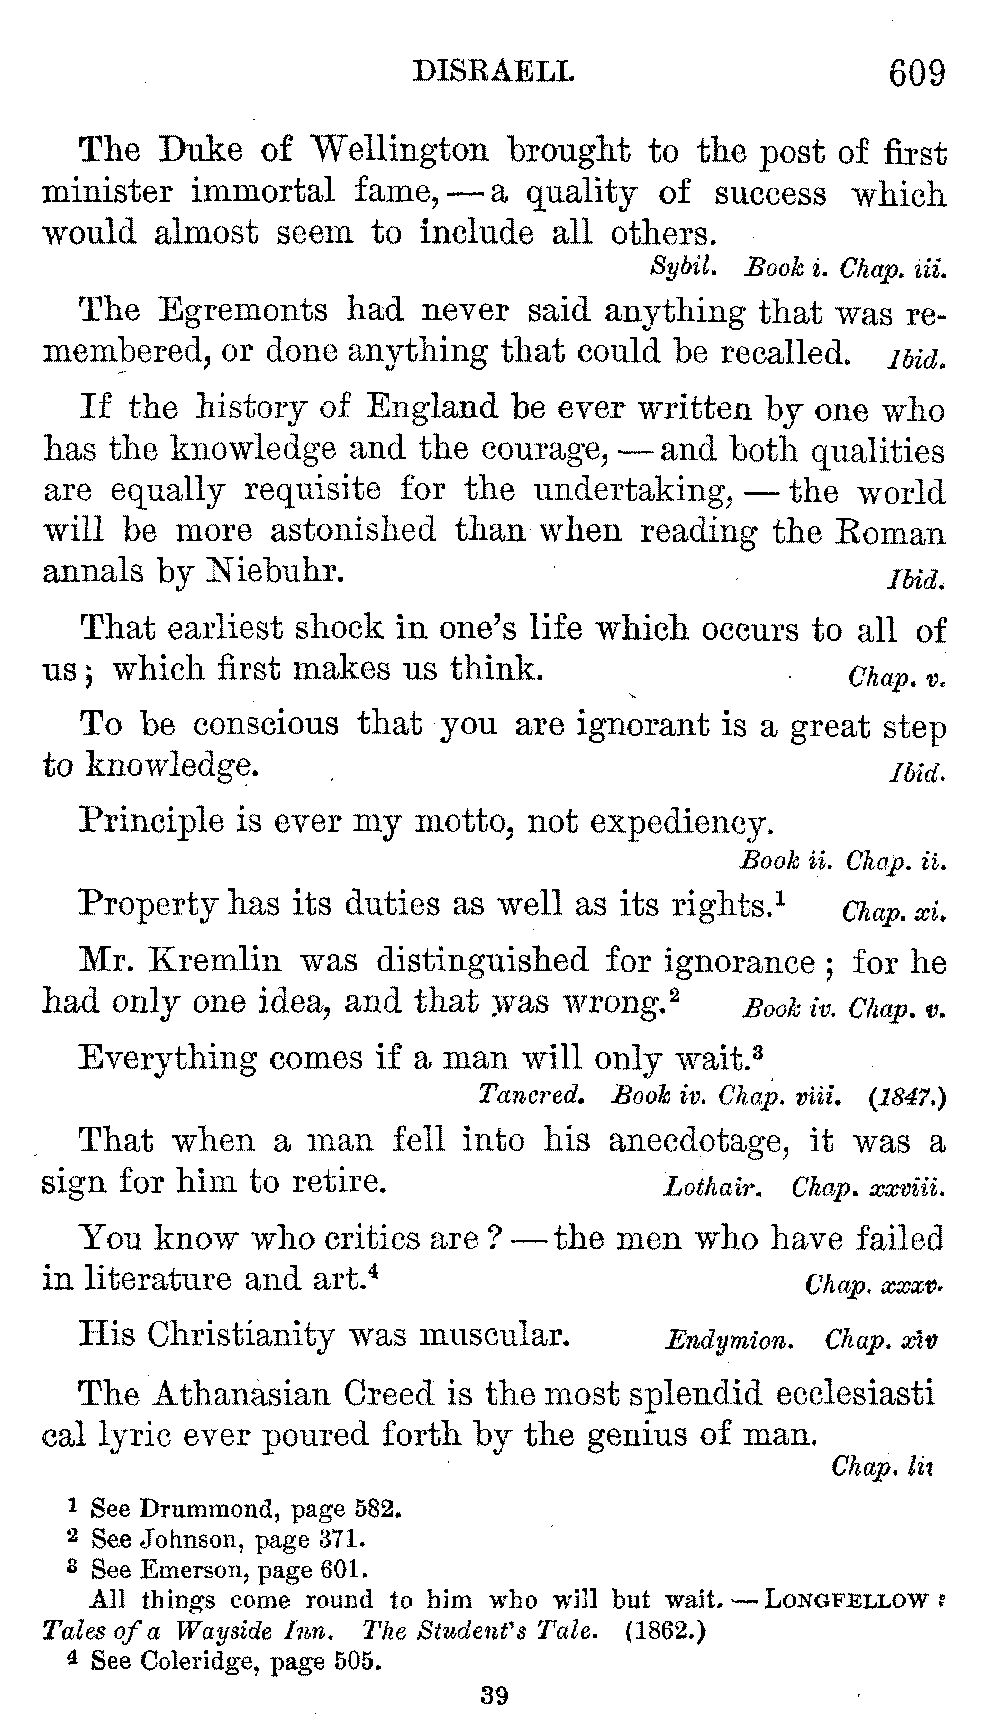 DISRAELI. 609
The Duke of Wellington brought to the post of first
minister immortal fame, — a quality of success which
would almost seem to include all others.
Sybil. Book i. Chap. iii.
The Egremonts had never said anything that was re-
membered, or done anything that could be recalled. Ibid.
If the history of England be ever written by one who
has the knowledge and the courage, — and both qualities
are equally requisite for the undertaking, — the world
will be more astonished than when reading the Roman
annals by Niebuhr. Ibid.
That earliest shock in one's life which occurs to all of
us; which first makes us think. Chap. v.
To be conscious that you are ignorant is a great step
to knowledge. Ibid.
Principle is ever my motto, not expediency.
Book ii. Chap. ii.
Property has its duties as well as its rights.¹ Chap. xi.
Mr. Kremlin was distinguished for ignorance; for he
had only one idea, and that was wrong.² Book iv. Chap. v.
Everything comes if a man will only wait.³
Tancred. Book iv. Chap. viii. (1847.)
That when a man fell into his anecdotage, it was a
sign for him to retire. Lothair. Chap. xxviii.
You know who critics are? — the men who have failed
in literature and art.⁴ Chap. xxxv.
His Christianity was muscular. Endymion. Chap. xiv
The Athanasian Creed is the most splendid ecclesiasti
cal lyric ever poured forth by the genius of man.
Chap. lii
1 See Drummond, page 582.
2 See Johnson, page 371.
3 See Emerson, page 601.
All things come round to him who will but wait. — LONGFELLOW:
Tales of a Wayside Inn. The Student's Tale. (1862.)
4 See Coleridge, page 505.
39